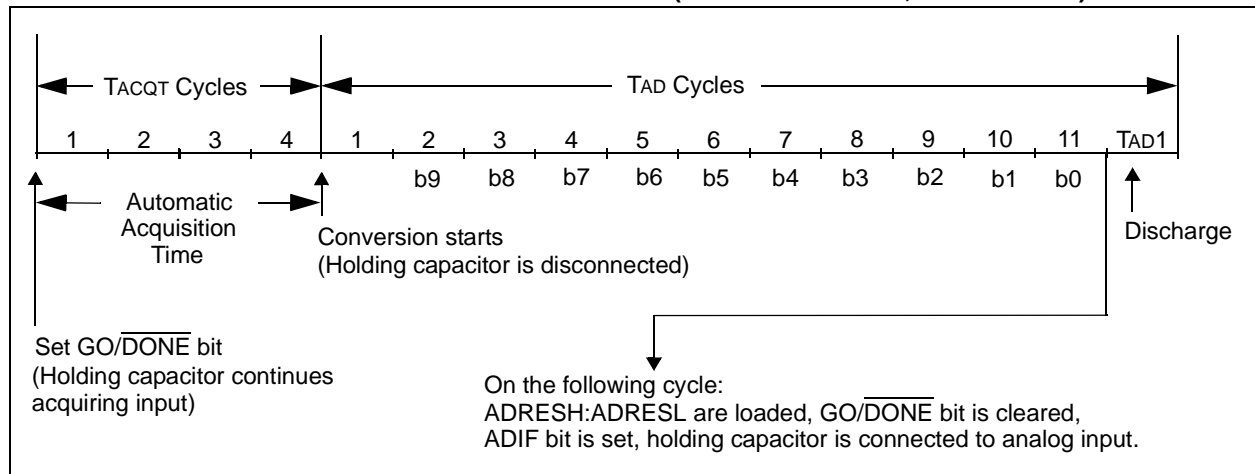 TACQT Cycles
TAD Cycles
1 2 3 4 1 2 3 4 5 6 7 8 9 10 11 TAD1
b9 b8 b7 b6 b5 b4 b3 b2 b1 b0
Automatic
Acquisition
Time
Conversion starts
(Holding capacitor is disconnected)
Discharge
Set GO/DONE bit
(Holding capacitor continues
acquiring input)
On the following cycle:
ADRESH:ADRESL are loaded, GO/DONE bit is cleared,
ADIF bit is set, holding capacitor is connected to analog input.